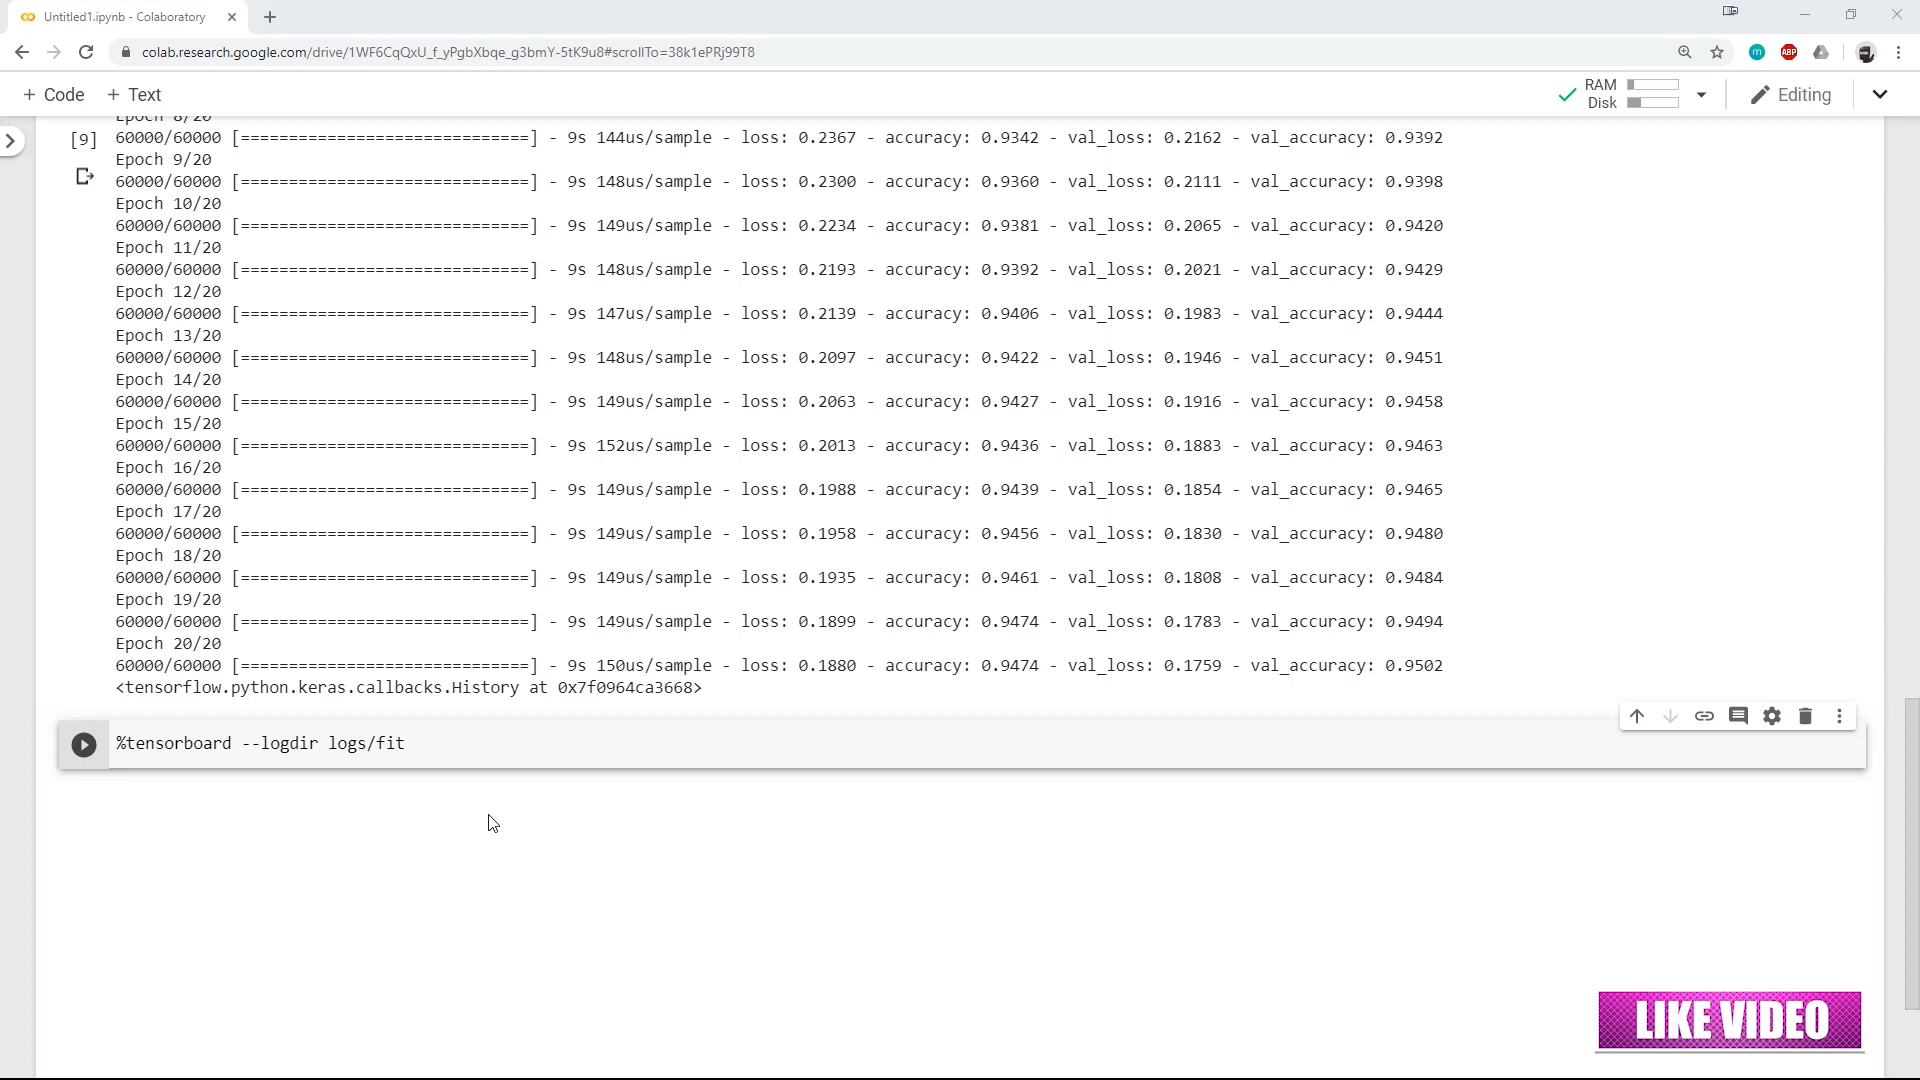 Untitled1.ipynb - Colaboratory
colab.research.google.com/drive/1WF6CqQxU_f_yPgbXbqe_g3bmY-5tK9u8#scrollTo=38k1ePRj99T8
m
ABP
+ Code + Text
RAM
Disk
Editing
Epoch 8/20
[9] 60000/60000 [==============================] - 9s 144us/sample - loss: 0.2367 - accuracy: 0.9342 - val_loss: 0.2162 - val_accuracy: 0.9392
Epoch 9/20
60000/60000 [==============================] - 9s 148us/sample - loss: 0.2300 - accuracy: 0.9360 - val_loss: 0.2111 - val_accuracy: 0.9398
Epoch 10/20
60000/60000 [==============================] - 9s 149us/sample - loss: 0.2234 - accuracy: 0.9381 - val_loss: 0.2065 - val_accuracy: 0.9420
Epoch 11/20
60000/60000 [==============================] - 9s 148us/sample - loss: 0.2193 - accuracy: 0.9392 - val_loss: 0.2021 - val_accuracy: 0.9429
Epoch 12/20
60000/60000 [==============================] - 9s 147us/sample - loss: 0.2139 - accuracy: 0.9406 - val_loss: 0.1983 - val_accuracy: 0.9444
Epoch 13/20
60000/60000 [==============================] - 9s 148us/sample - loss: 0.2097 - accuracy: 0.9422 - val_loss: 0.1946 - val_accuracy: 0.9451
Epoch 14/20
60000/60000 [==============================] - 9s 149us/sample - loss: 0.2063 - accuracy: 0.9427 - val_loss: 0.1916 - val_accuracy: 0.9458
Epoch 15/20
60000/60000 [==============================] - 9s 152us/sample - loss: 0.2013 - accuracy: 0.9436 - val_loss: 0.1883 - val_accuracy: 0.9463
Epoch 16/20
60000/60000 [==============================] - 9s 149us/sample - loss: 0.1988 - accuracy: 0.9439 - val_loss: 0.1854 - val_accuracy: 0.9465
Epoch 17/20
60000/60000 [==============================] - 9s 149us/sample - loss: 0.1958 - accuracy: 0.9456 - val_loss: 0.1830 - val_accuracy: 0.9480
Epoch 18/20
60000/60000 [==============================] - 9s 149us/sample - loss: 0.1935 - accuracy: 0.9461 - val_loss: 0.1808 - val_accuracy: 0.9484
Epoch 19/20
60000/60000 [==============================] - 9s 149us/sample - loss: 0.1899 - accuracy: 0.9474 - val_loss: 0.1783 - val_accuracy: 0.9494
Epoch 20/20
60000/60000 [==============================] - 9s 150us/sample - loss: 0.1880 - accuracy: 0.9474 - val_loss: 0.1759 - val_accuracy: 0.9502
<tensorflow.python.keras.callbacks.History at 0x7f0964ca3668>
%tensorboard --logdir logs/fit
LIKE VIDEO